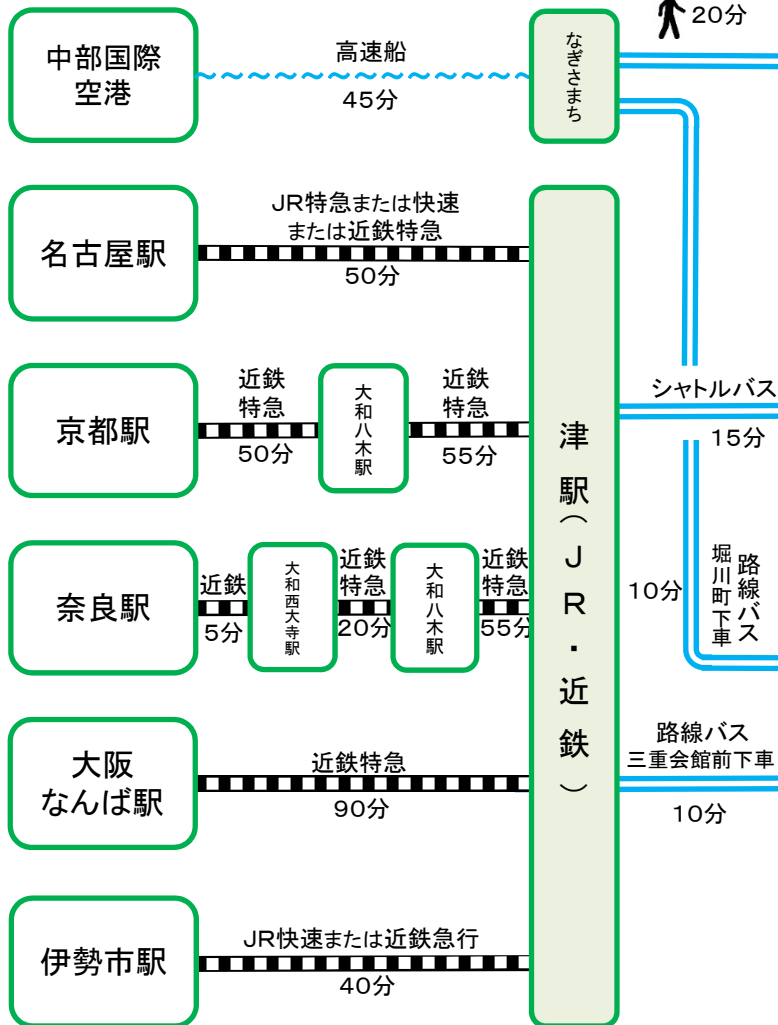 20分
中部国際
空港
高速船
45分
なぎさまち
名古屋駅
JR特急または快速
または近鉄特急
50分
京都駅
近鉄
特急
50分
大和八木駅
近鉄
特急
55分
シャトルバス
15分
津駅(JR・近鉄)
奈良駅
近鉄
5分
大和西大寺駅
近鉄
特急
20分
大和八木駅
近鉄
特急
55分
10分
路線バス
堀川町下車
大阪
なんば駅
近鉄特急
90分
路線バス
三重会館前下車
10分
伊勢市駅
JR快速または近鉄急行
40分